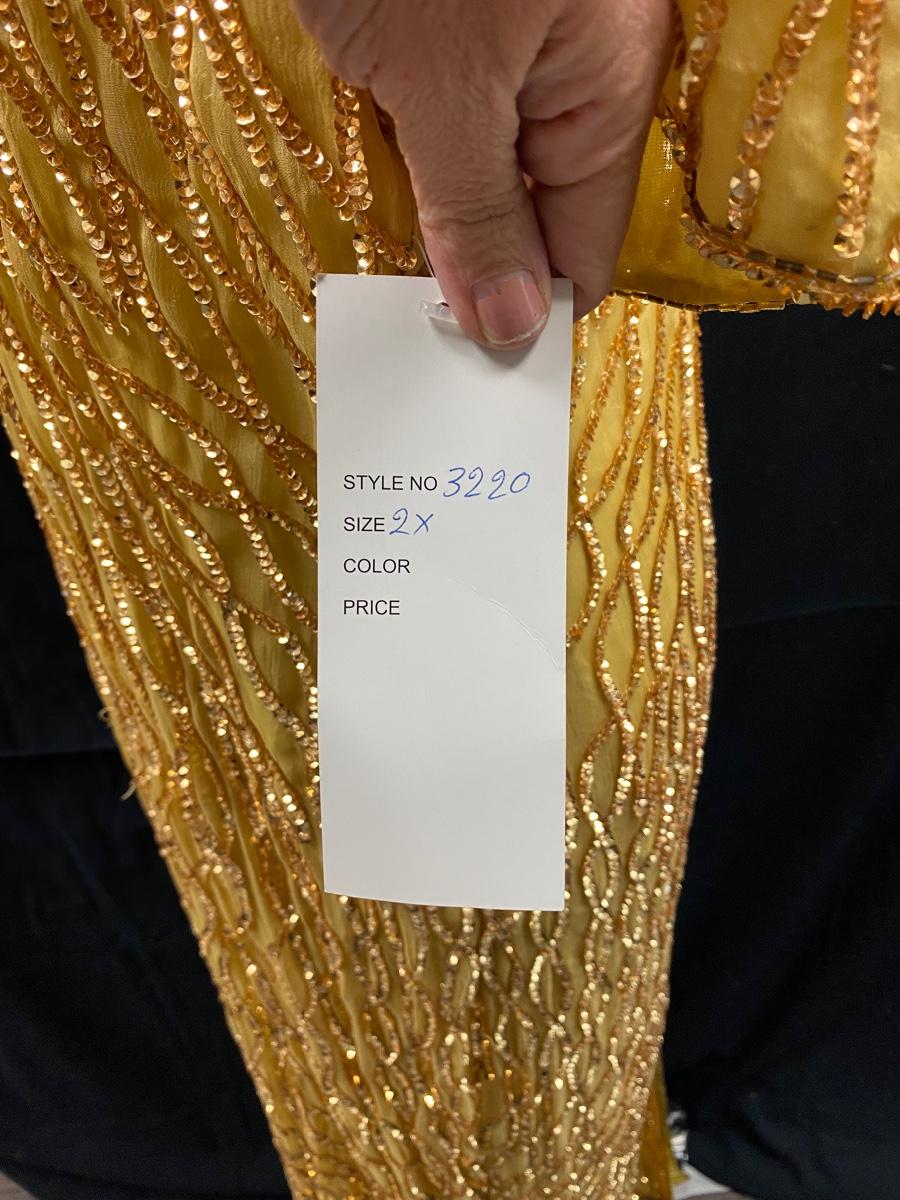 STYLE NO 3220
SIZE 2X
COLOR
PRICE